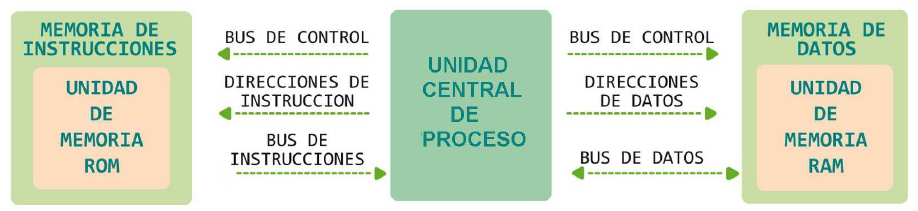 MEMORIA DE
INSTRUCCIONES
UNIDAD
DE
MEMORIA
ROM
BUS DE CONTROL
DIRECCIONES DE
INSTRUCCION
BUS DE
INSTRUCCIONES
UNIDAD
CENTRAL
DE
PROCESO
BUS DE CONTROL
DIRECCIONES
DE DATOS
BUS DE DATOS
MEMORIA DE
DATOS
UNIDAD
DE
MEMORIA
RAM